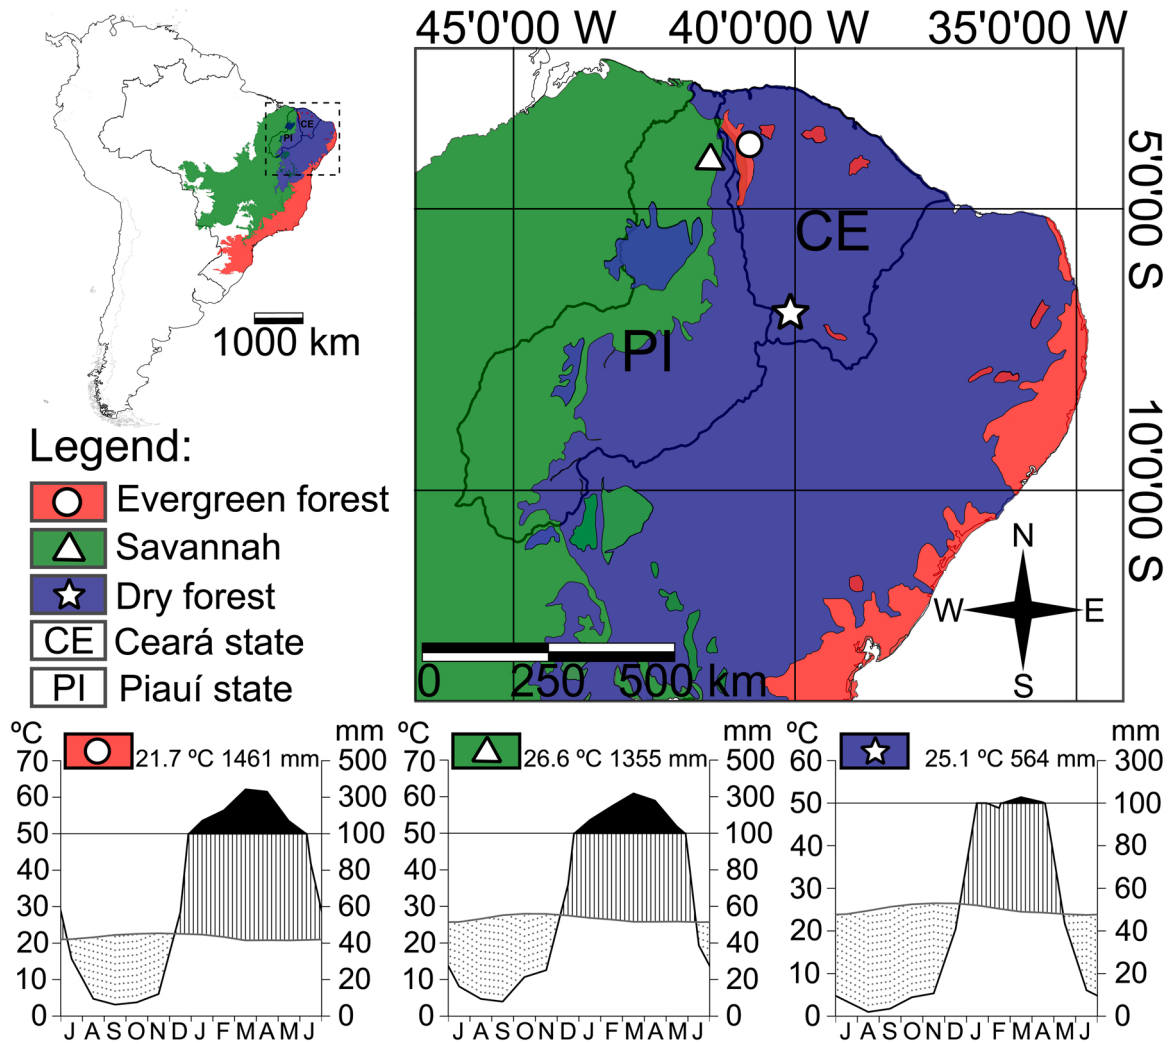 45'0'00 W 40'0'00 W 35'0'00 W
CE
PI
1000 km
5'0'00 S
CE
PI
10'0'00 S
0 250 500 km
N
W E
S
Legend:
Evergreen forest
Savannah
Dry forest
CE Ceará state
PI Piauí state
ºC 21.7 ºC 1461 mm mm
70 500
60 300
50 100
40 80
30 60
20 40
10 20
0 0
J A S O N D J F M A M J
ºC 26.6 ºC 1355 mm mm
70 500
60 300
50 100
40 80
30 60
20 40
10 20
0 0
J A S O N D J F M A M J
ºC 25.1 ºC 564 mm mm
60 300
50 100
40 80
30 60
20 40
10 20
0 0
J A S O N D J F M A M J